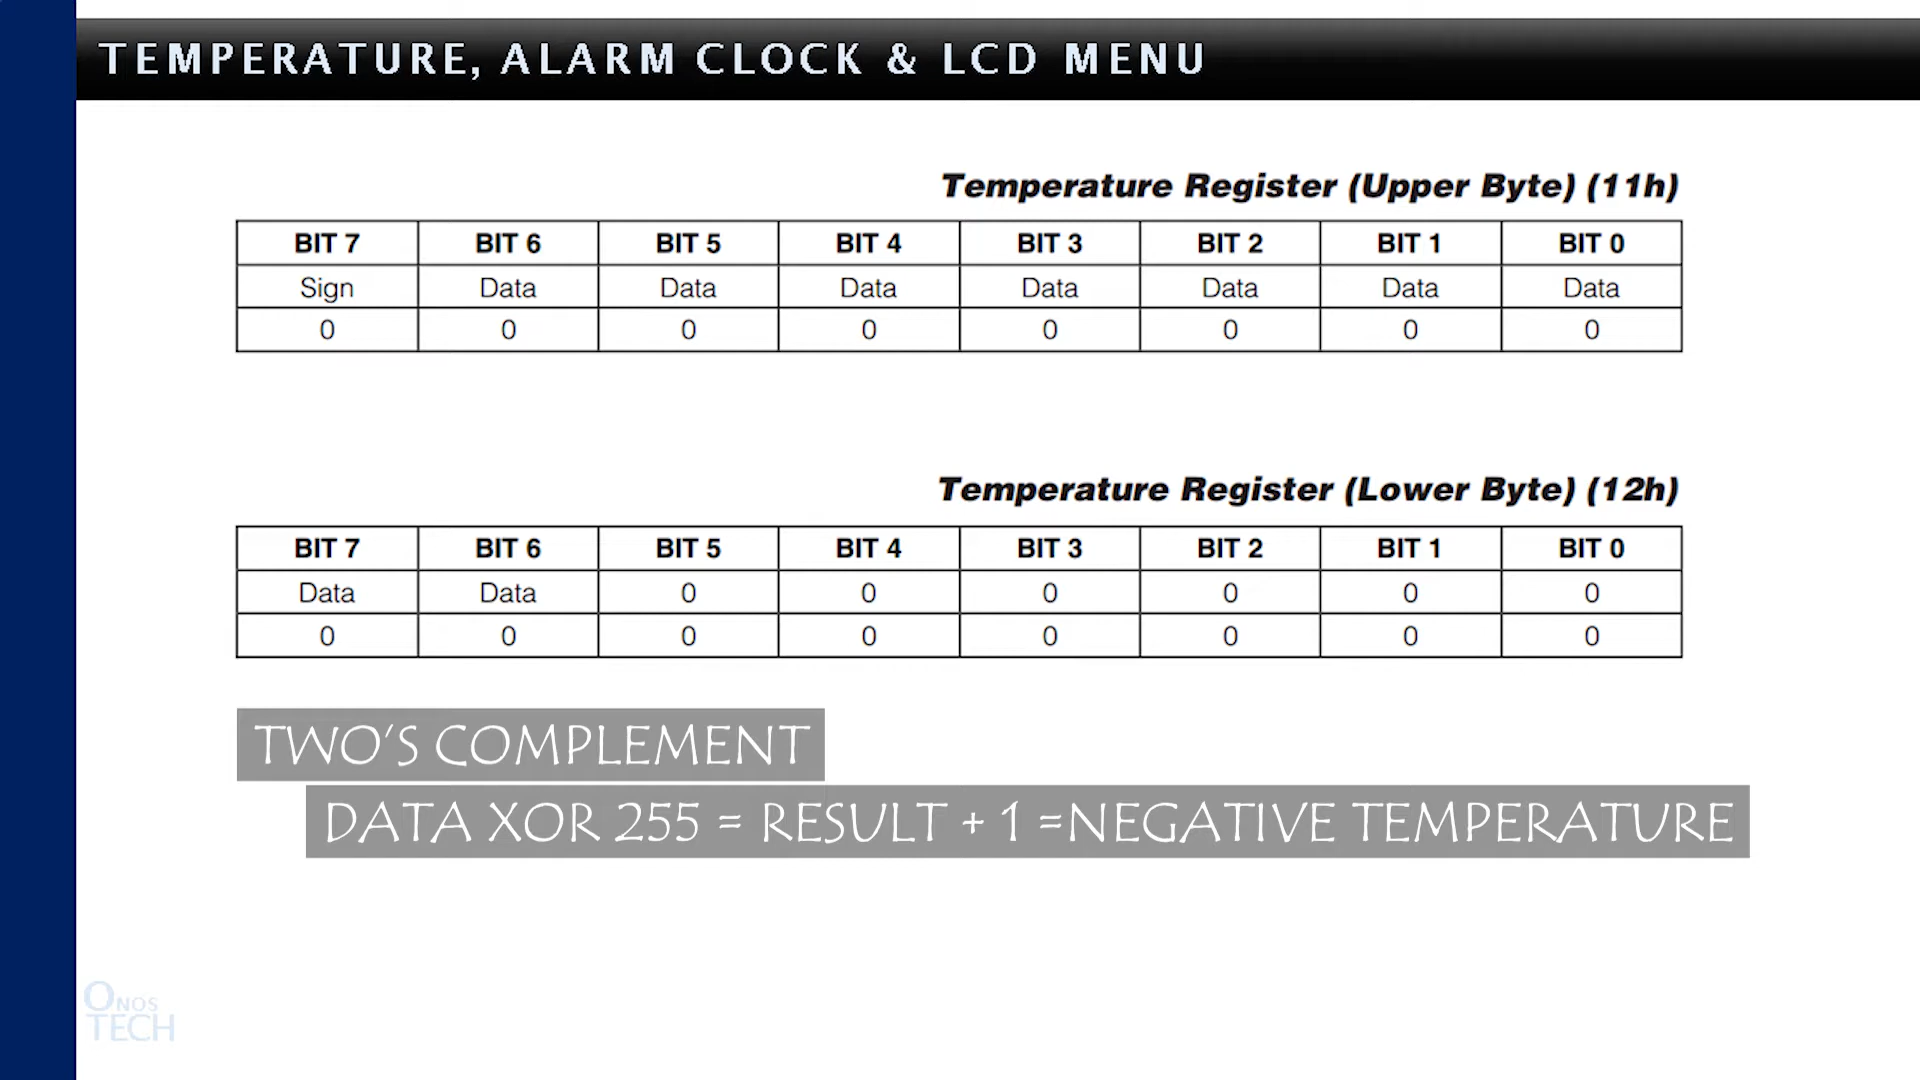 TEMPERATURE, ALARM CLOCK & LCD MENU
Temperature Register (Upper Byte) (11h)
BIT 7 BIT 6 BIT 5 BIT 4 BIT 3 BIT 2 BIT 1 BIT 0
Sign Data Data Data Data Data Data Data
0 0 0 0 0 0 0 0
Temperature Register (Lower Byte) (12h)
BIT 7 BIT 6 BIT 5 BIT 4 BIT 3 BIT 2 BIT 1 BIT 0
Data Data 0 0 0 0 0 0
0 0 0 0 0 0 0 0
TWO'S COMPLEMENT
DATA XOR 255 = RESULT + 1 =NEGATIVE TEMPERATURE
ONOS
TECH